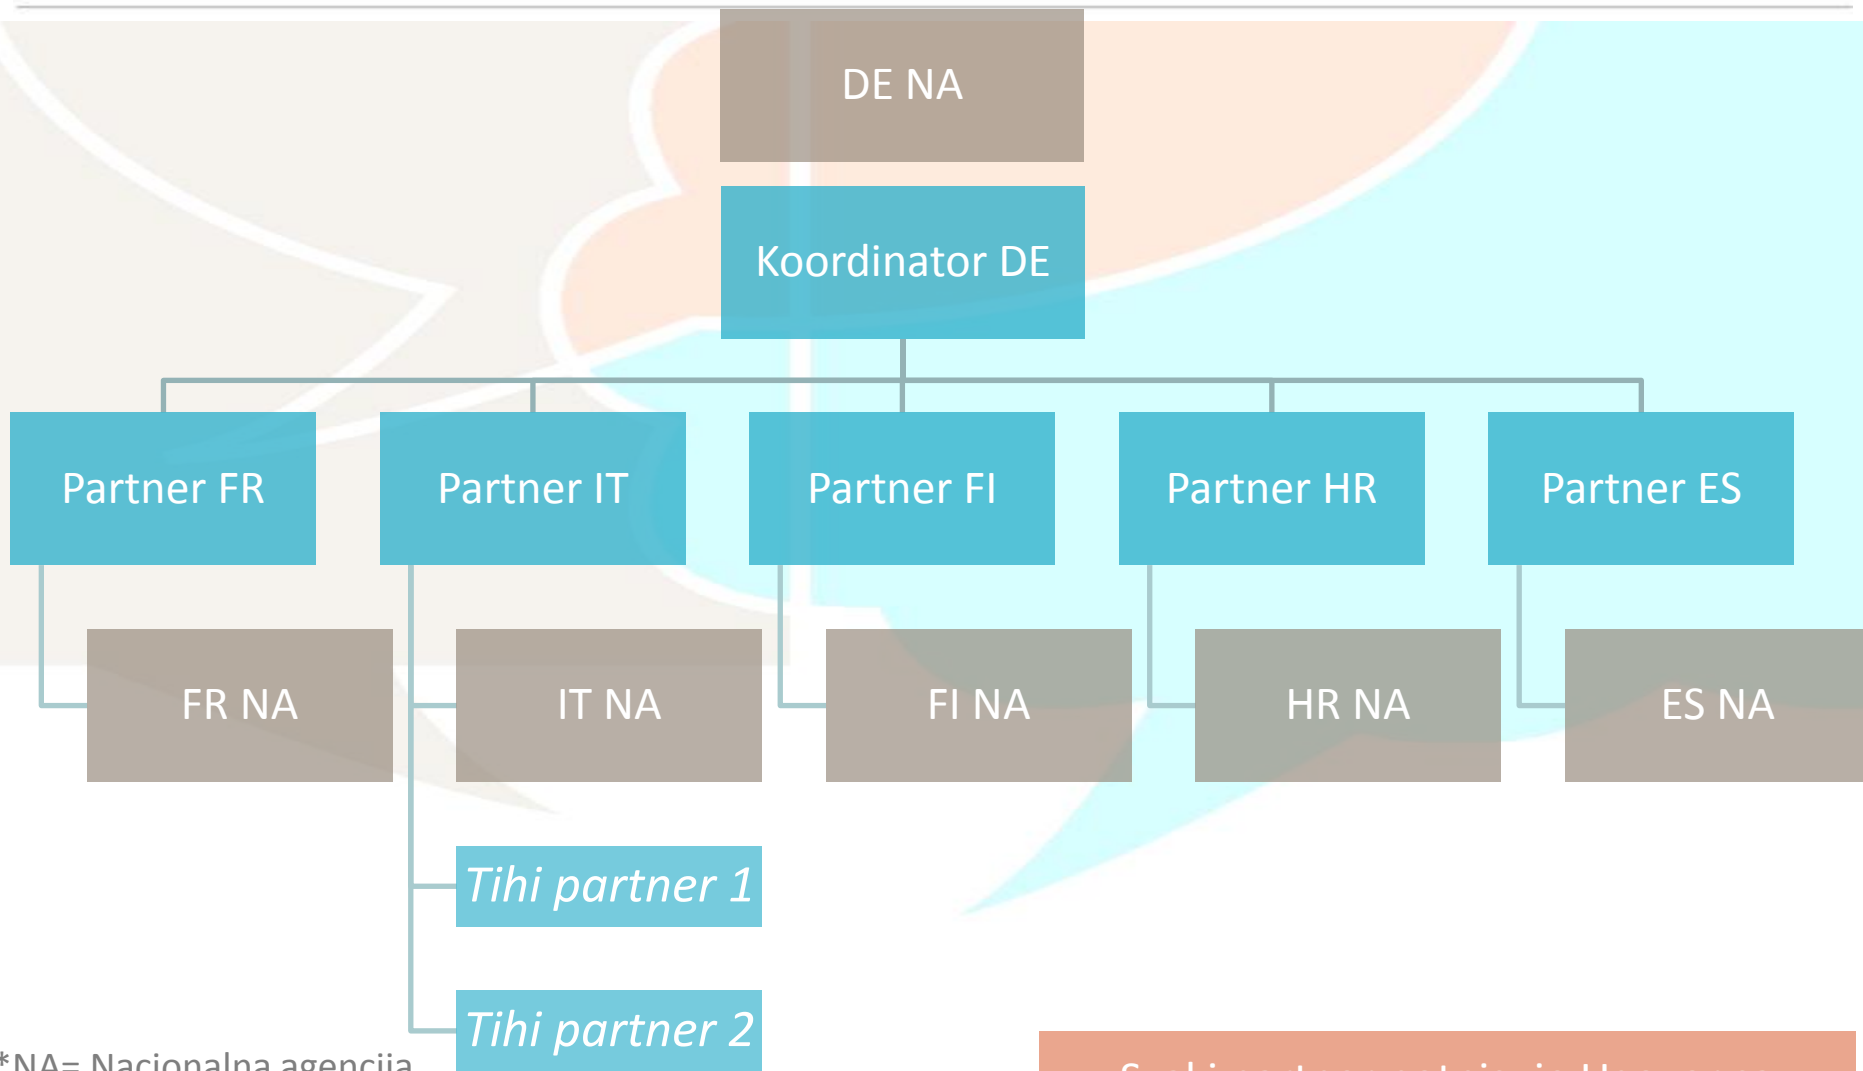 DE NA
Koordinator DE
Partner FR
Partner IT
Partner FI
Partner HR
Partner ES
FR NA
IT NA
FI NA
HR NA
ES NA
Tihi partner 1
Tihi partner 2
*NA= Nacionalna agencija